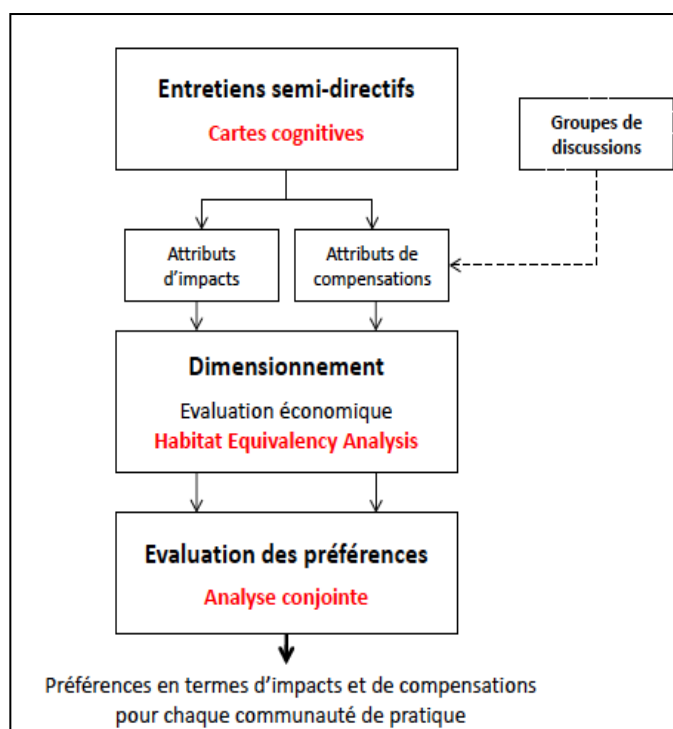 Entretiens semi-directifs
Cartes cognitives
Groupes de
discussions
Attributs
d'impacts
Attributs de
compensations
Dimensionnement
Evaluation économique
Habitat Equivalency Analysis
Evaluation des préférences
Analyse conjointe
Préférences en termes d'impacts et de compensations
pour chaque communauté de pratique